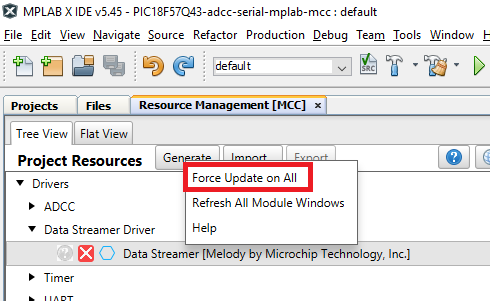 MPLAB X IDE v5.45 - PIC18F57Q43-adcc-serial-mplab-mcc : default
File Edit View Navigate Source Refactor Production Debug Team Tools Window
default
SRC
Projects Files Resource Management [MCC] ×
Tree View Flat View
Project Resources Generate Import... Export
Force Update on All
Refresh All Module Windows
Help
Drivers
ADCC
Data Streamer Driver
Data Streamer [Melody by Microchip Technology, Inc.]
Timer
UART